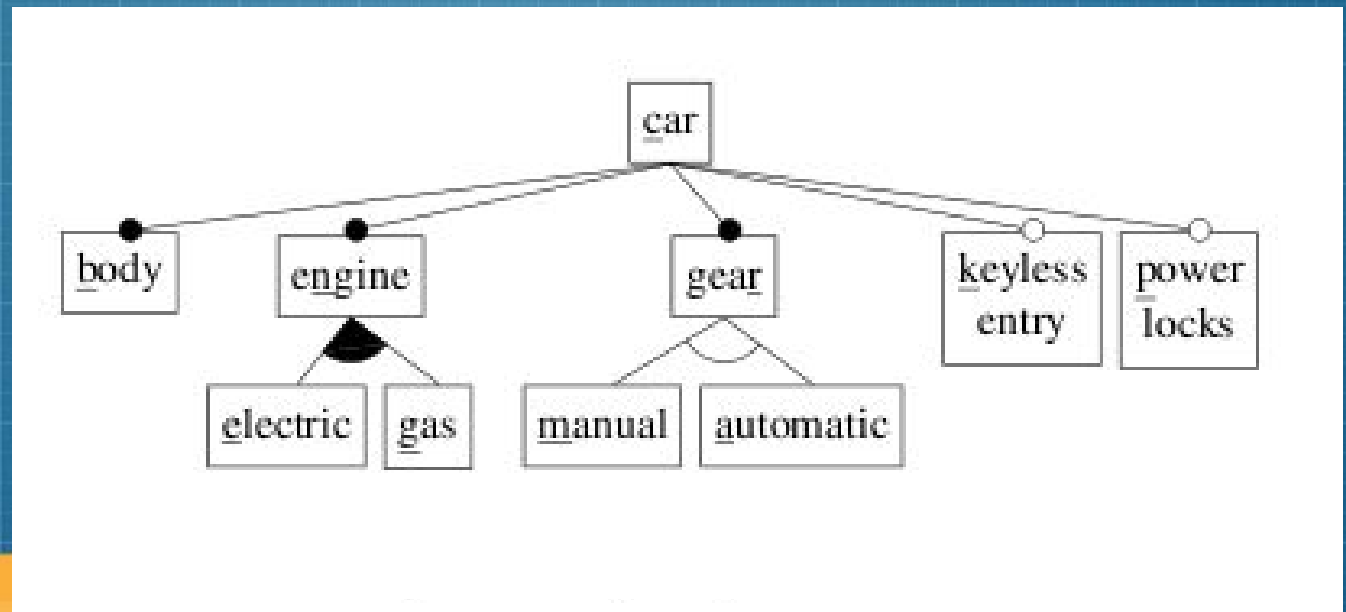 car
body
engine
gear
keyless
entry
power
locks
electric
gas
manual
automatic